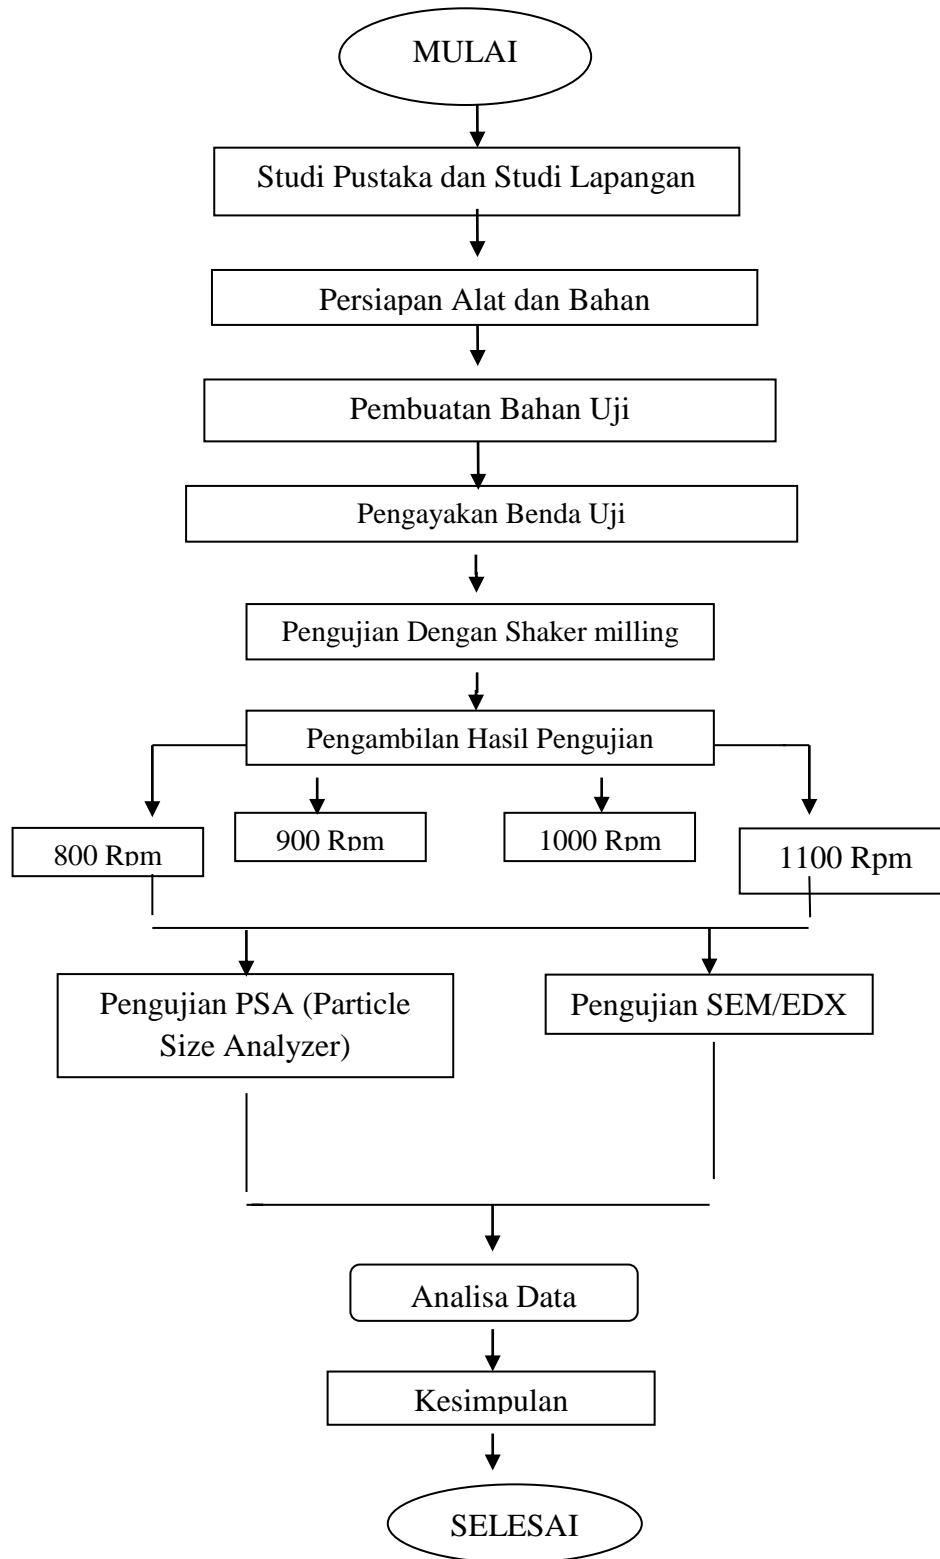 MULAI
Studi Pustaka dan Studi Lapangan
Persiapan Alat dan Bahan
Pembuatan Bahan Uji
Pengayakan Benda Uji
Pengujian Dengan Shaker milling
Pengambilan Hasil Pengujian
800 Rpm
900 Rpm
1000 Rpm
1100 Rpm
Pengujian PSA (Particle
Size Analyzer)
Pengujian SEM/EDX
Analisa Data
Kesimpulan
SELESAI